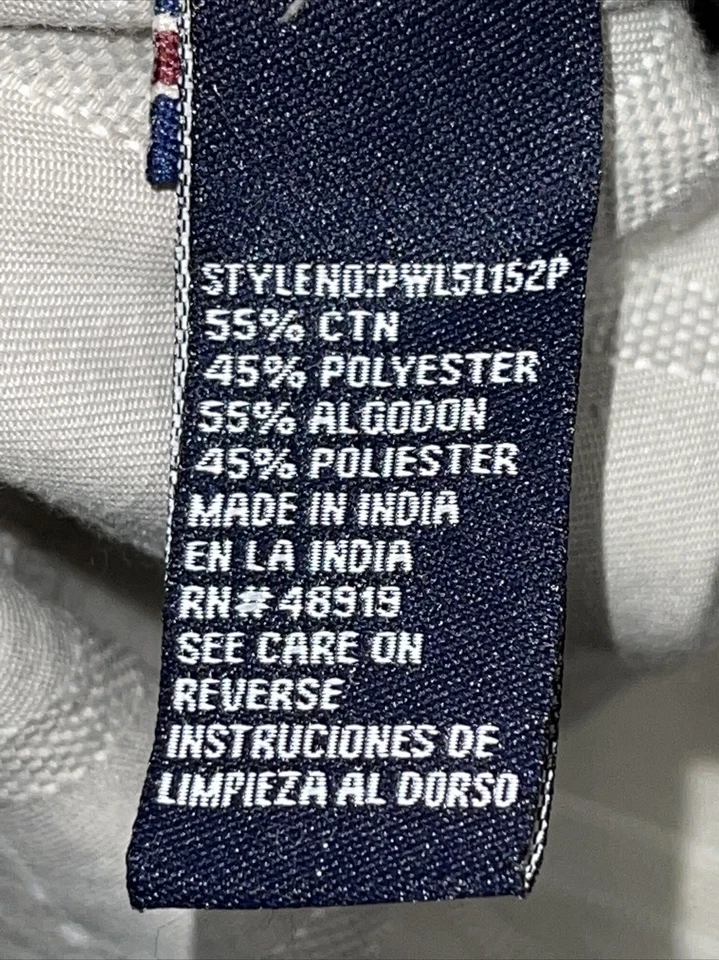 STYLENO:PWL5L152P
55% CTN
45% POLYESTER
55% ALGODON
45% POLIESTER
MADE IN INDIA
EN LA INDIA
RN# 48919
SEE CARE ON
REVERSE
INSTRUCIONES DE
LIMPIEZA AL DORSO